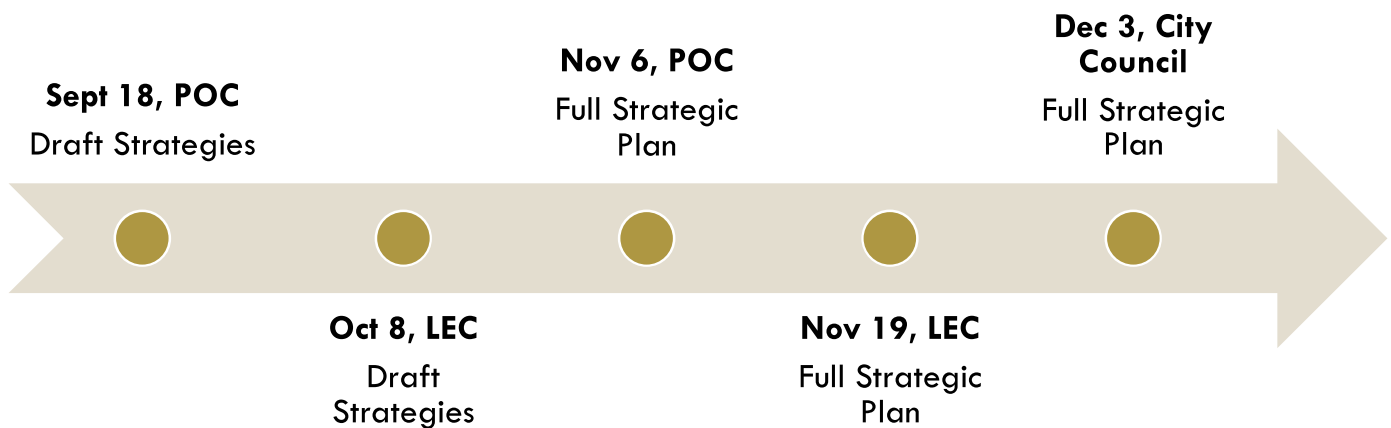 Sept 18, POC
Draft Strategies
Oct 8, LEC
Draft
Strategies
Nov 6, POC
Full Strategic
Plan
Nov 19, LEC
Full Strategic
Plan
Dec 3, City
Council
Full Strategic
Plan